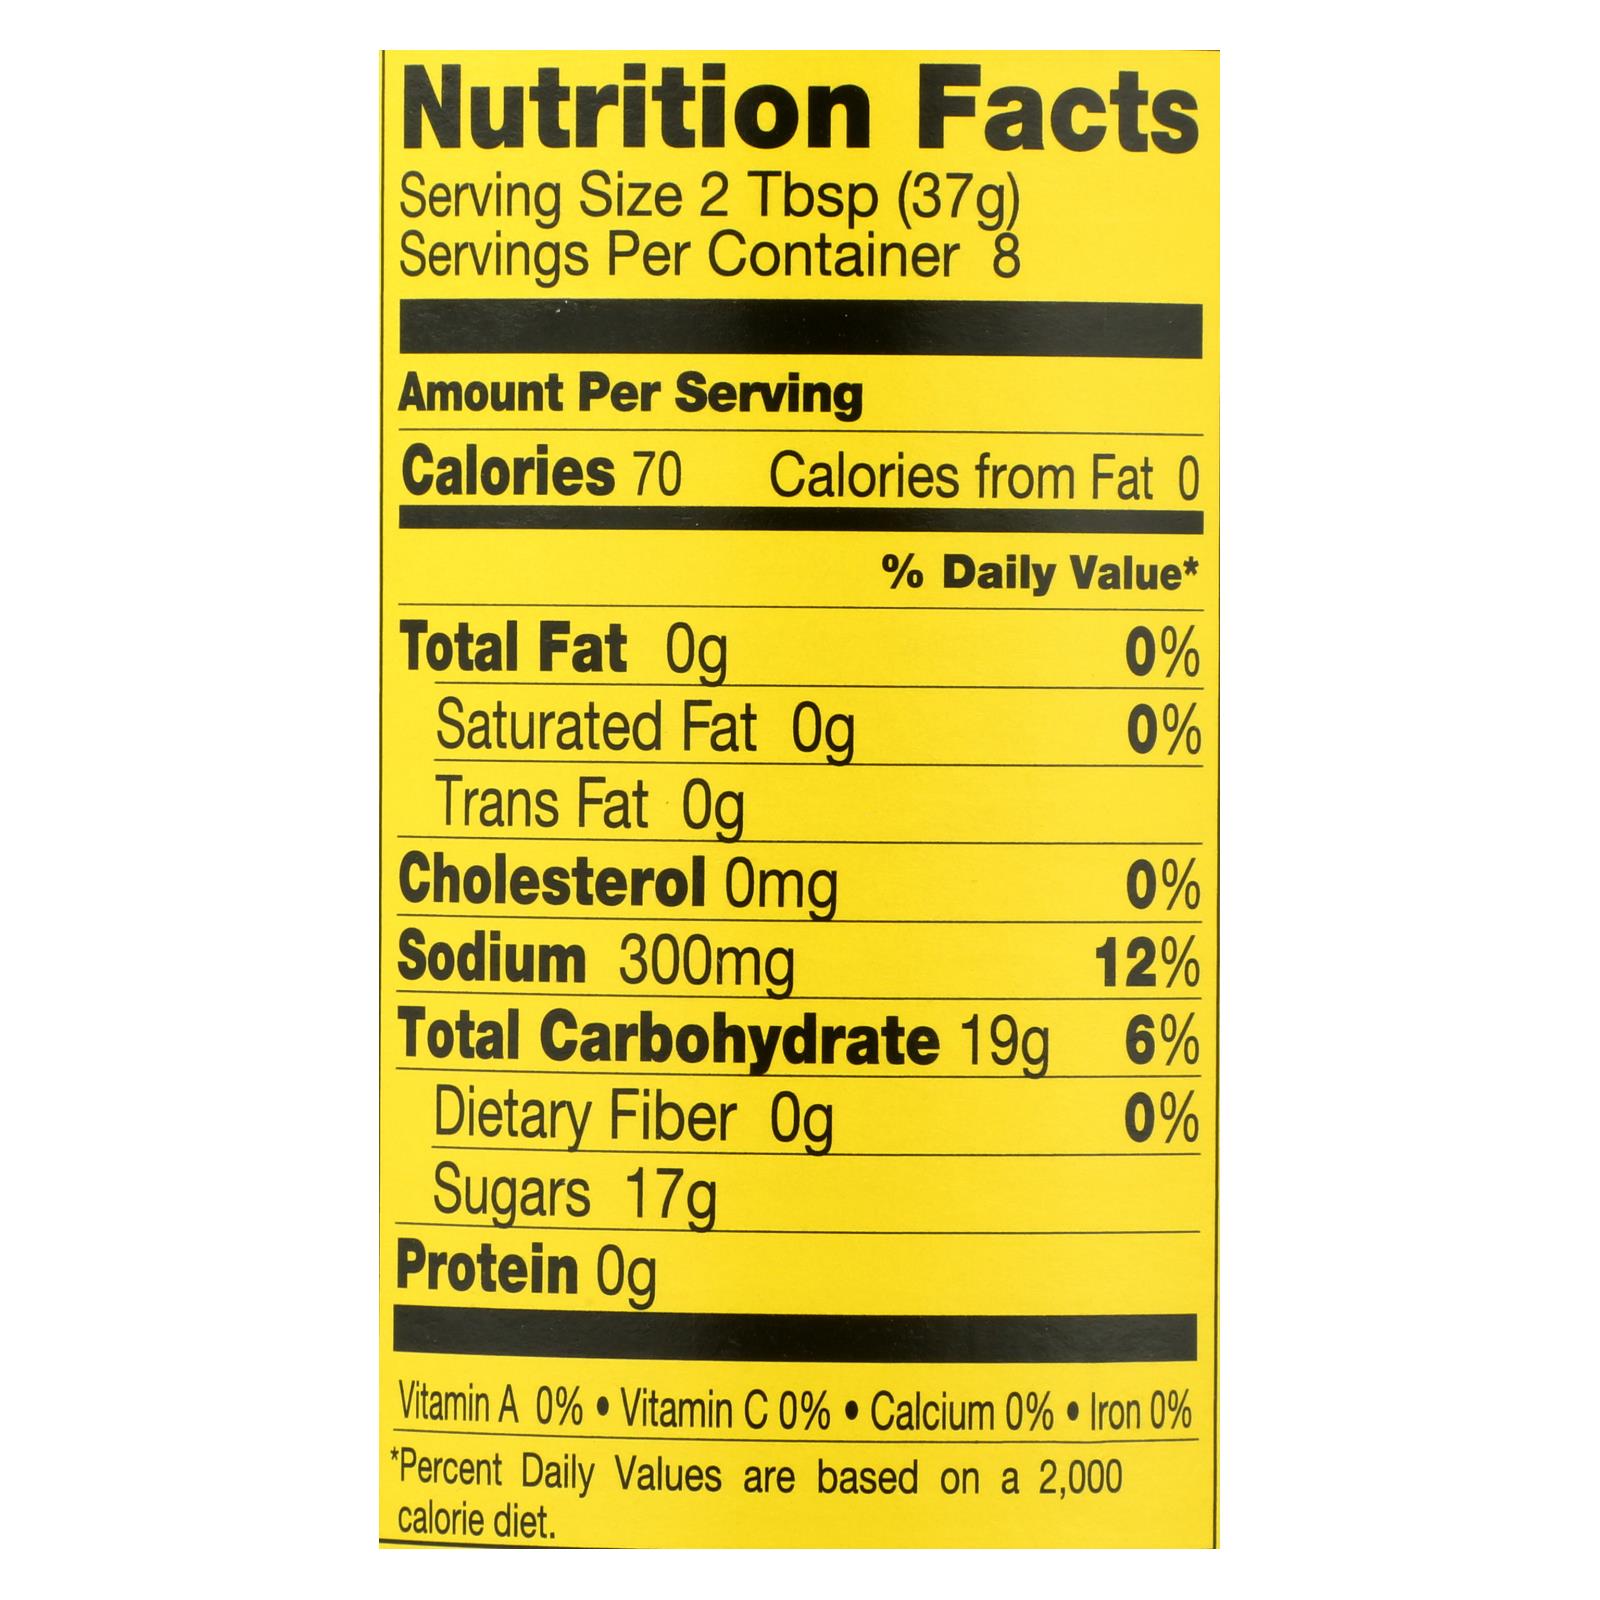 Nutrition Facts
Serving Size 2 Tbsp (37g)
Servings Per Container 8
Amount Per Serving
Calories 70 Calories from Fat 0
% Daily Value*
Total Fat 0g 0%
Saturated Fat 0g 0%
Trans Fat 0g
Cholesterol 0mg 0%
Sodium 300mg 12%
Total Carbohydrate 19g 6%
Dietary Fiber 0g 0%
Sugars 17g
Protein 0g
Vitamin A 0% • Vitamin C 0% • Calcium 0% • Iron 0%
*Percent Daily Values are based on a 2,000
calorie diet.